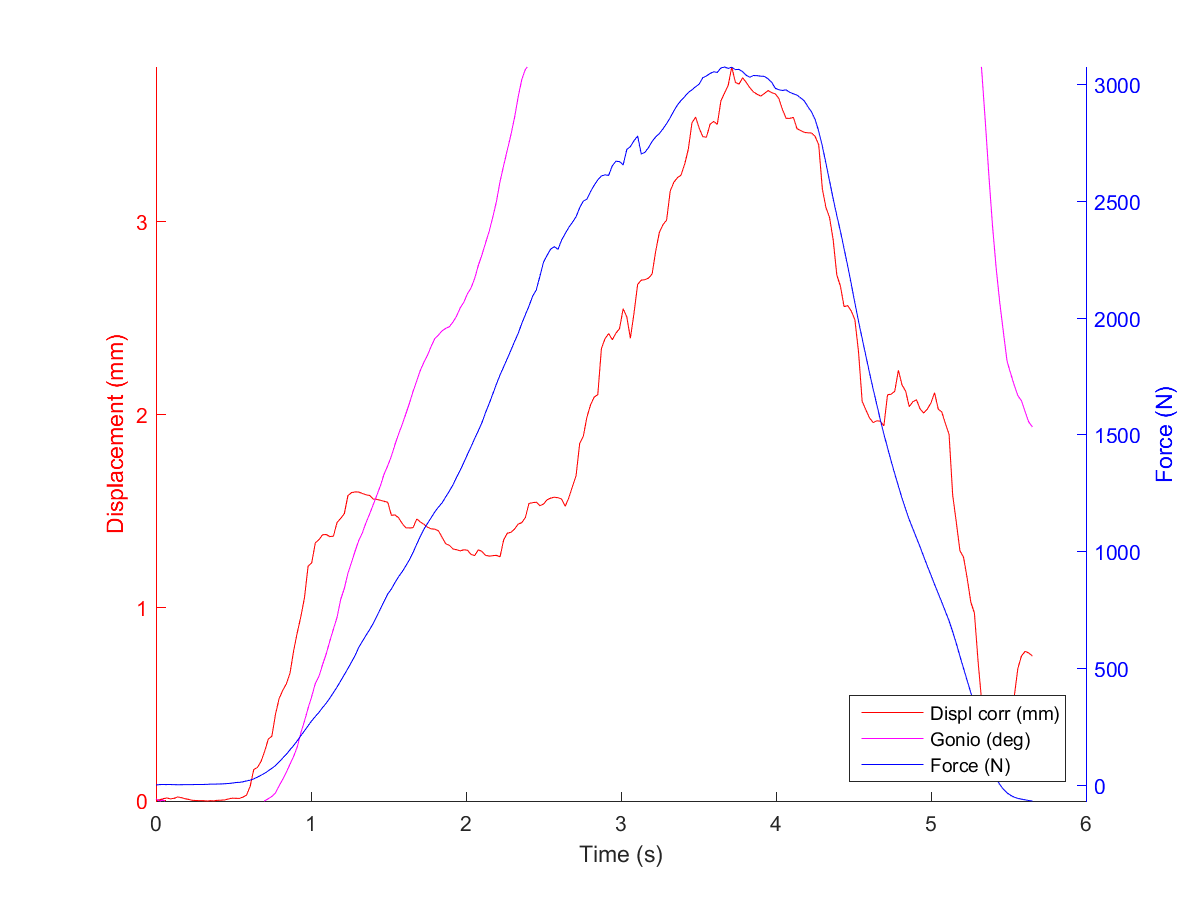 Displacement (mm)
3
2
1
0
3000
2500
2000
1500
1000
500
0
Force (N)
Displ corr (mm)
Gonio (deg)
Force (N)
0 1 2 3 4 5 6
Time (s)